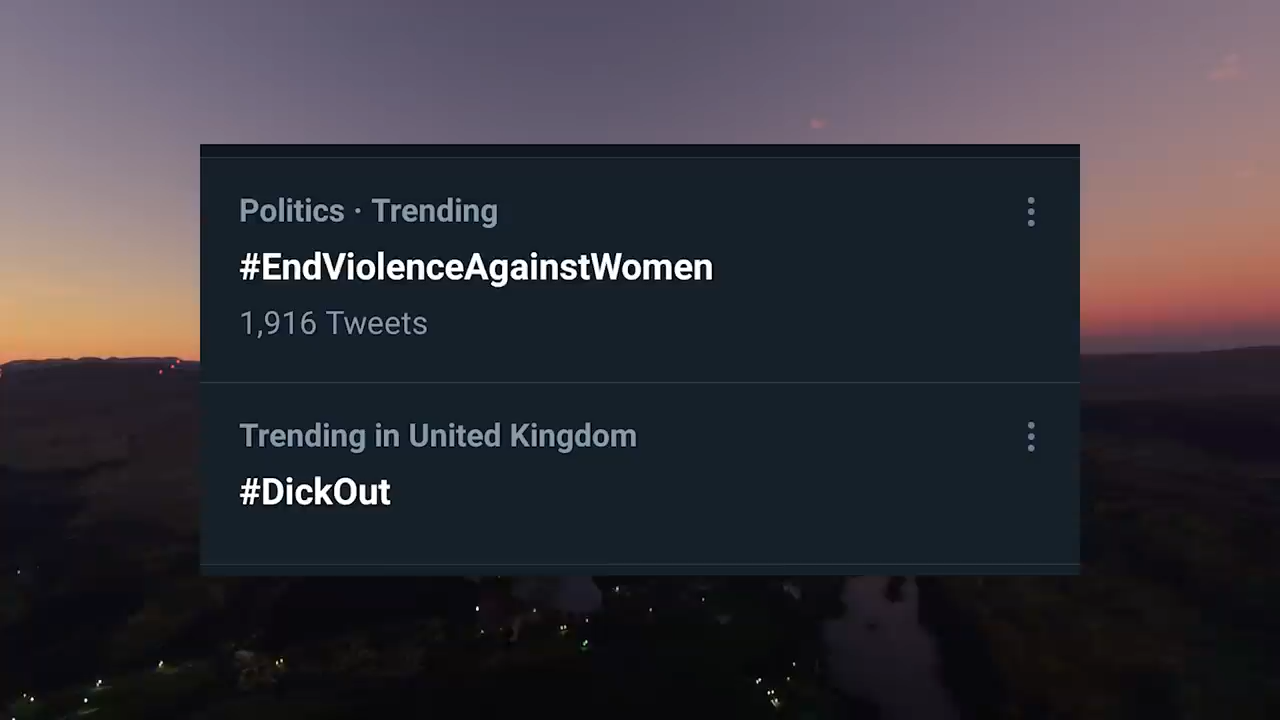 Politics · Trending
#EndViolenceAgainstWomen
1,916 Tweets
Trending in United Kingdom
#DickOut